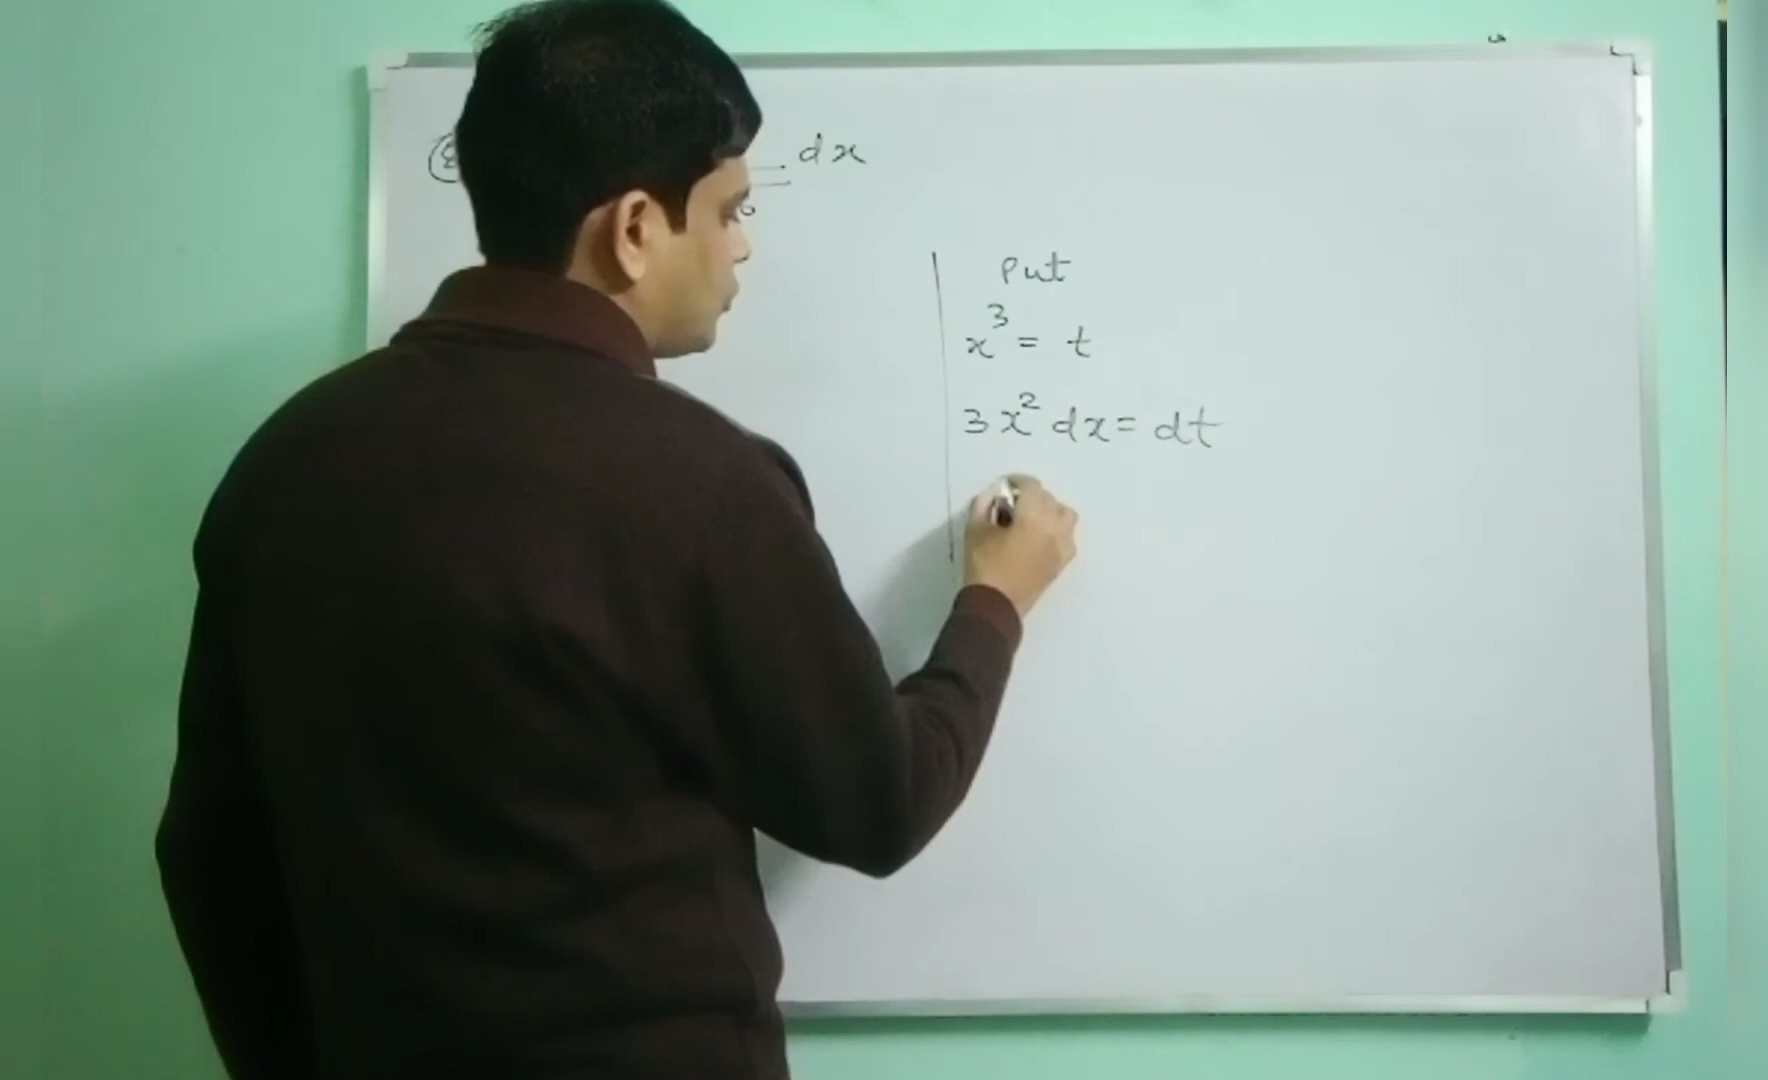 dx
Put
x³ = t
3x² dx = dt